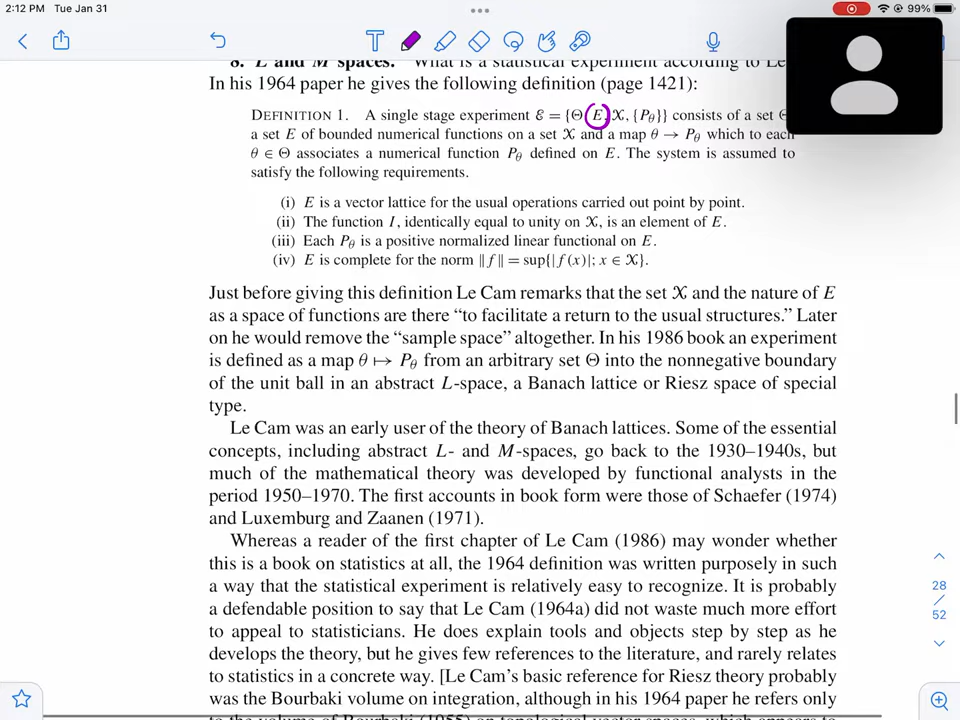 2:12 PM Tue Jan 31
99%
8. L and M spaces. What is a statistical experiment according to Le
In his 1964 paper he gives the following definition (page 1421):
DEFINITION 1. A single stage experiment ℰ = {Θ, E, 𝒳, {Pθ}} consists of a set Θ,
a set E of bounded numerical functions on a set 𝒳 and a map θ → Pθ which to each
θ ∈ Θ associates a numerical function Pθ defined on E. The system is assumed to
satisfy the following requirements.
(i) E is a vector lattice for the usual operations carried out point by point.
(ii) The function I, identically equal to unity on 𝒳, is an element of E.
(iii) Each Pθ is a positive normalized linear functional on E.
(iv) E is complete for the norm ‖f‖ = sup{|f(x)|; x ∈ 𝒳}.
Just before giving this definition Le Cam remarks that the set 𝒳 and the nature of E
as a space of functions are there “to facilitate a return to the usual structures.” Later
on he would remove the “sample space” altogether. In his 1986 book an experiment
is defined as a map θ ↦ Pθ from an arbitrary set Θ into the nonnegative boundary
of the unit ball in an abstract L-space, a Banach lattice or Riesz space of special
type.
Le Cam was an early user of the theory of Banach lattices. Some of the essential
concepts, including abstract L- and M-spaces, go back to the 1930–1940s, but
much of the mathematical theory was developed by functional analysts in the
period 1950–1970. The first accounts in book form were those of Schaefer (1974)
and Luxemburg and Zaanen (1971).
Whereas a reader of the first chapter of Le Cam (1986) may wonder whether
this is a book on statistics at all, the 1964 definition was written purposely in such
a way that the statistical experiment is relatively easy to recognize. It is probably
a defendable position to say that Le Cam (1964a) did not waste much more effort
to appeal to statisticians. He does explain tools and objects step by step as he
develops the theory, but he gives few references to the literature, and rarely relates
to statistics in a concrete way. [Le Cam’s basic reference for Riesz theory probably
was the Bourbaki volume on integration, although in his 1964 paper he refers only
to the volume of Bourbaki (1955) on topological vector spaces, which appears to
28
/
52